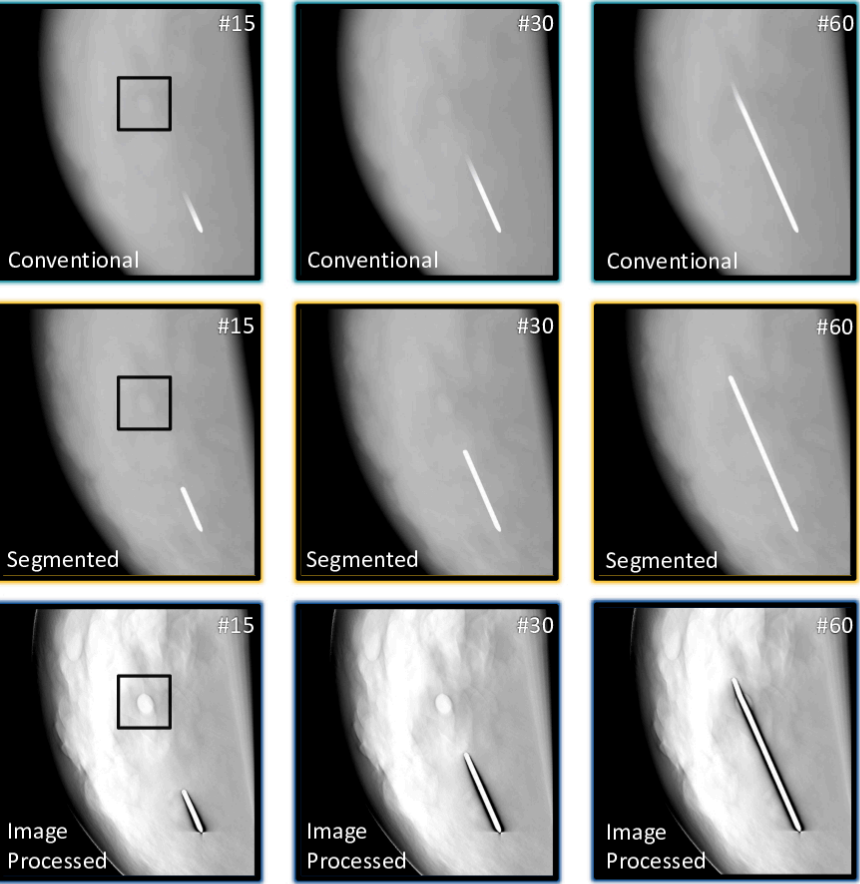 #15
#30
#60
Conventional
Conventional
Conventional
#15
#30
#60
Segmented
Segmented
Segmented
#15
#30
#60
Image
Processed
Image
Processed
Image
Processed